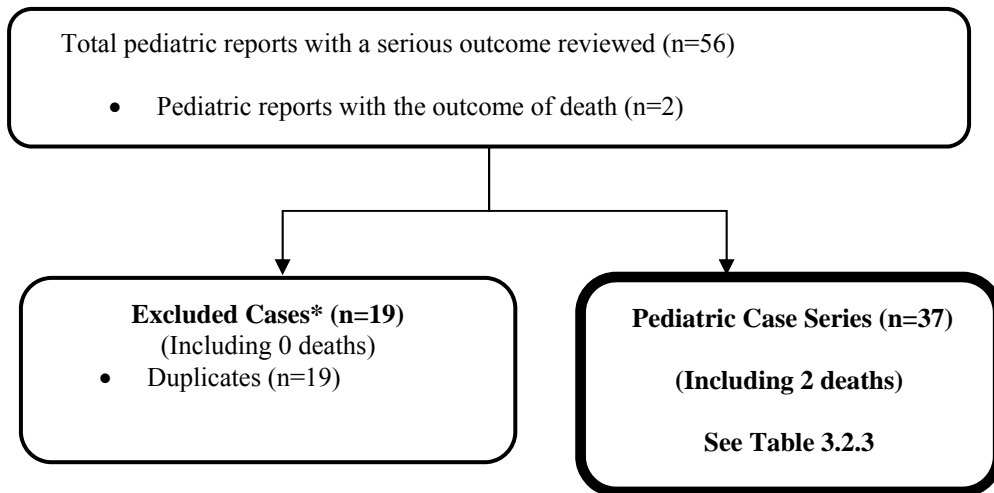 Total pediatric reports with a serious outcome reviewed (n=56)
• Pediatric reports with the outcome of death (n=2)
Excluded Cases* (n=19)
(Including 0 deaths)
• Duplicates (n=19)
Pediatric Case Series (n=37)
(Including 2 deaths)
See Table 3.2.3